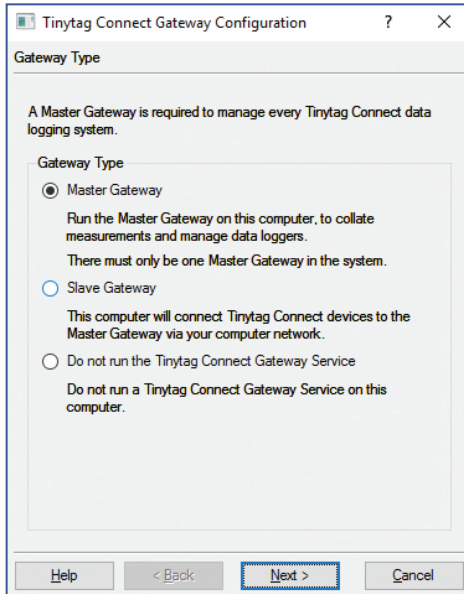 Tinytag Connect Gateway Configuration ? ×
Gateway Type
A Master Gateway is required to manage every Tinytag Connect data
logging system.
Gateway Type
Master Gateway
Run the Master Gateway on this computer, to collate
measurements and manage data loggers.
There must only be one Master Gateway in the system.
Slave Gateway
This computer will connect Tinytag Connect devices to the
Master Gateway via your computer network.
Do not run the Tinytag Connect Gateway Service
Do not run a Tinytag Connect Gateway Service on this
computer.
Help < Back Next > Cancel